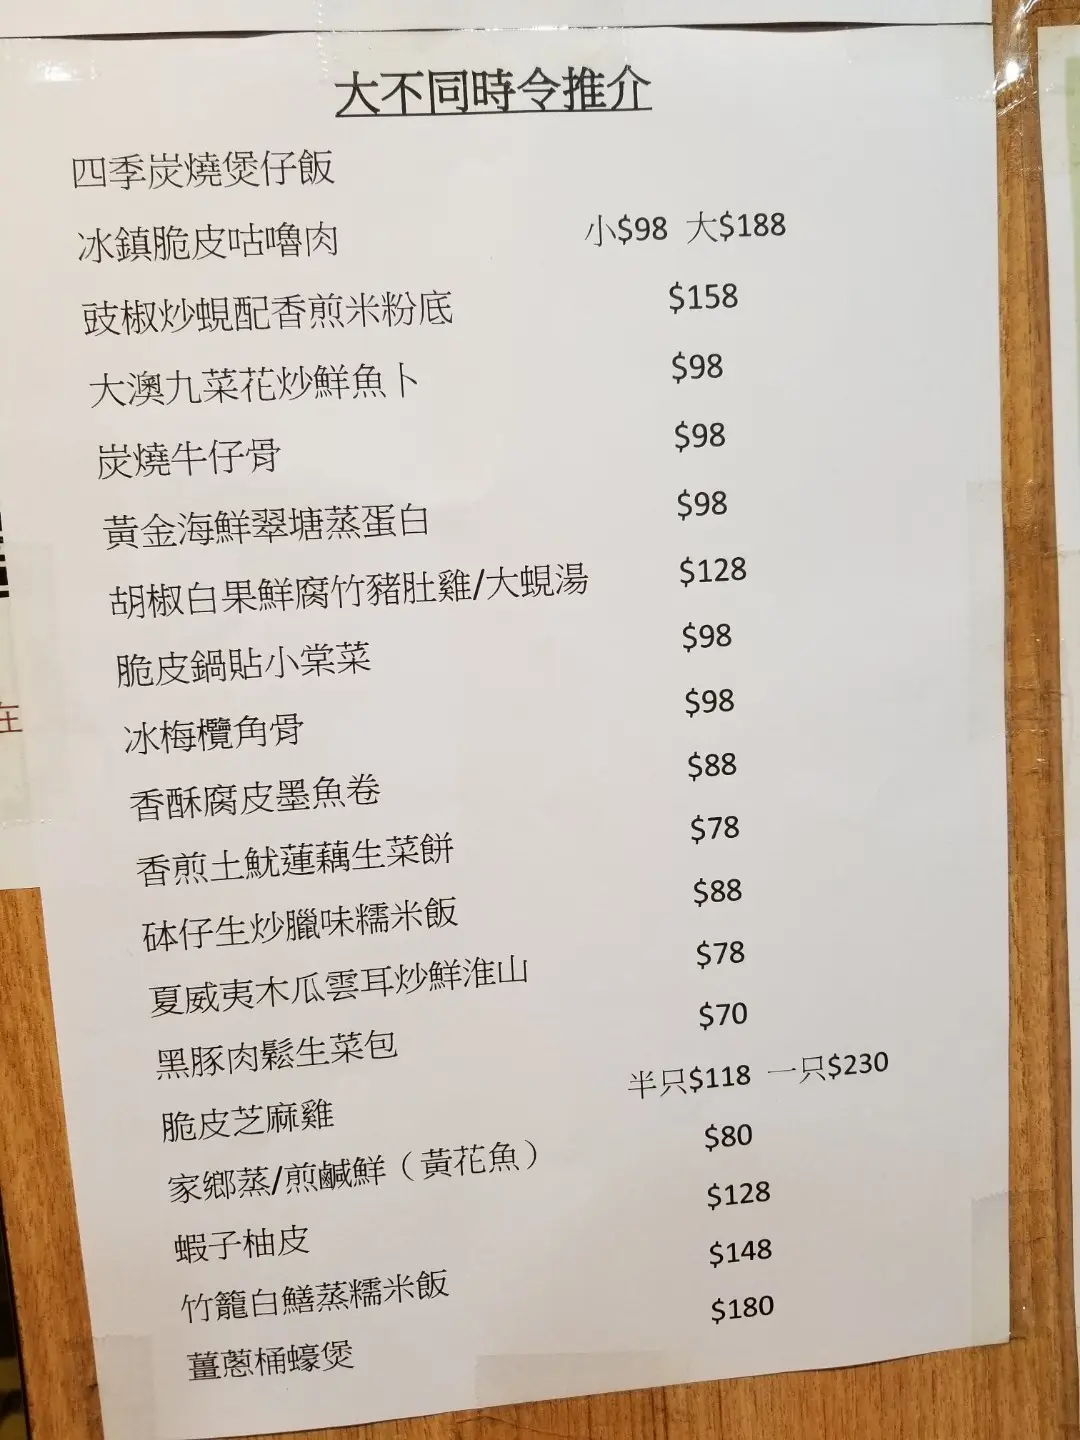 大不同時令推介
四季炭燒煲仔飯
冰鎮脆皮咕嚕肉 小$98 大$188
豉椒炒蜆配香煎米粉底 $158
大澳九菜花炒鮮魚卜 $98
炭燒牛仔骨 $98
黃金海鮮翠塘蒸蛋白 $98
胡椒白果鮮腐竹豬肚雞/大蜆湯 $128
脆皮鍋貼小棠菜 $98
冰梅欖角骨 $98
香酥腐皮墨魚卷 $88
香煎土魷蓮藕生菜餅 $78
砵仔生炒臘味糯米飯 $88
夏威夷木瓜雲耳炒鮮淮山 $78
黑豚肉鬆生菜包 $70
脆皮芝麻雞 半只$118 一只$230
家鄉蒸/煎鹹鮮（黃花魚） $80
蝦子柚皮 $128
竹籠白鱔蒸糯米飯 $148
薑蔥桶蠔煲 $180
在